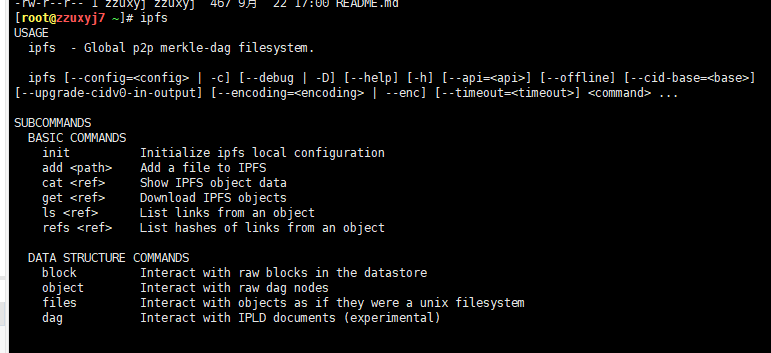 -rw-r--r-- 1 zzuxyj zzuxyj  467 9月  22 17:00 README.md
[root@zzuxyj7 ~]# ipfs
USAGE
  ipfs  - Global p2p merkle-dag filesystem.

  ipfs [--config=<config> | -c] [--debug | -D] [--help] [-h] [--api=<api>] [--offline] [--cid-base=<base>]
[--upgrade-cidv0-in-output] [--encoding=<encoding> | --enc] [--timeout=<timeout>] <command> ...

SUBCOMMANDS
  BASIC COMMANDS
    init          Initialize ipfs local configuration
    add <path>    Add a file to IPFS
    cat <ref>     Show IPFS object data
    get <ref>     Download IPFS objects
    ls <ref>      List links from an object
    refs <ref>    List hashes of links from an object

  DATA STRUCTURE COMMANDS
    block         Interact with raw blocks in the datastore
    object        Interact with raw dag nodes
    files         Interact with objects as if they were a unix filesystem
    dag           Interact with IPLD documents (experimental)